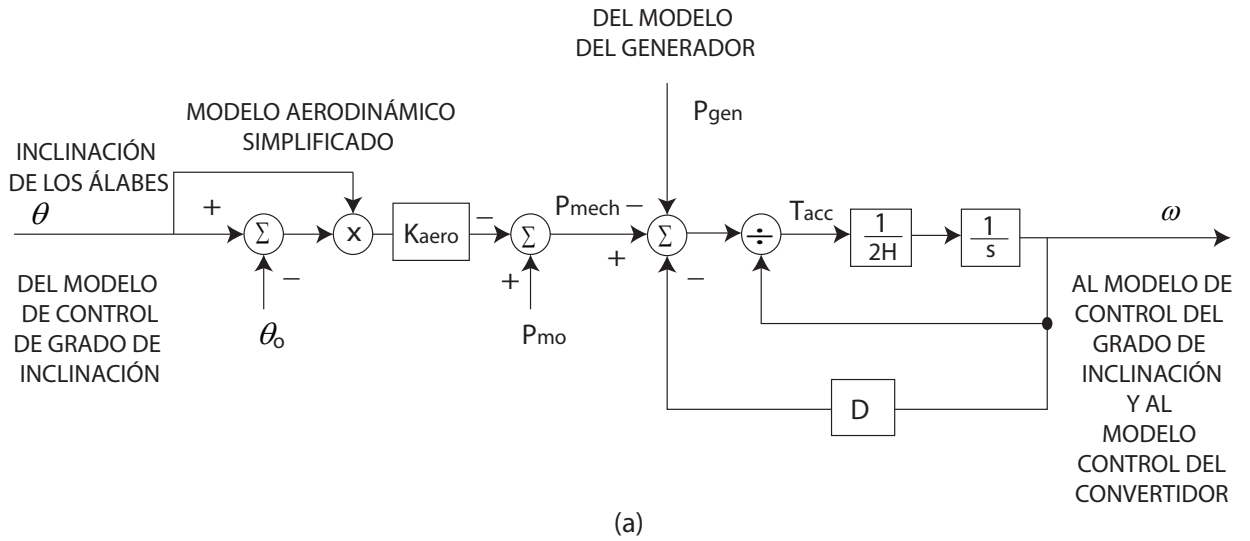 DEL MODELO
DEL GENERADOR
Pgen
MODELO AERODINÁMICO
SIMPLIFICADO
INCLINACIÓN
DE LOS ÁLABES
θ
+
Σ
−
θo
x
Kaero
−
Σ
+
Pmo
Pmech
−
+
Σ
−
÷
Tacc
1
2H
1
s
ω
D
DEL MODELO
DE CONTROL
DE GRADO DE
INCLINACIÓN
AL MODELO DE
CONTROL DEL
GRADO DE
INCLINACIÓN
Y AL
MODELO
CONTROL DEL
CONVERTIDOR
(a)